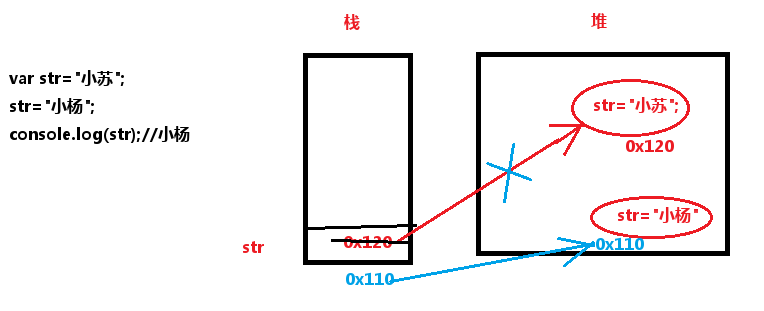 栈
堆
var str="小苏";
str="小杨";
console.log(str);//小杨
str="小苏";
0x120
str="小杨"
str
0x120
0x110
0x110